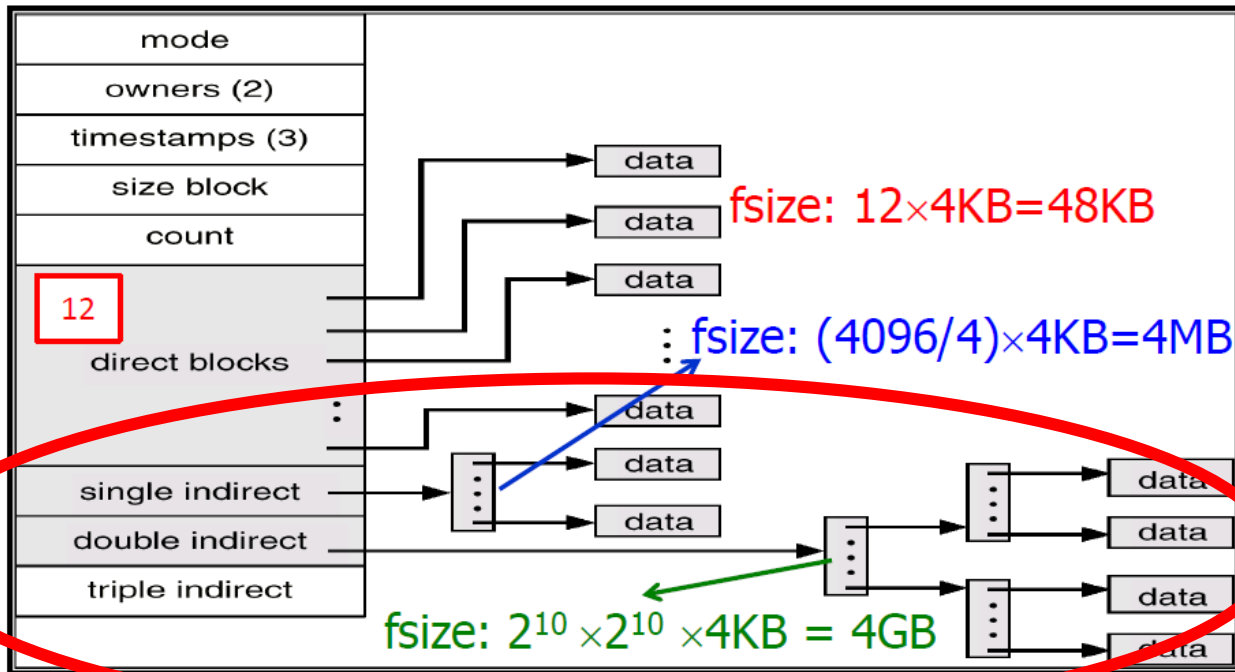 mode
owners (2)
timestamps (3)
size block
count
12
direct blocks
single indirect
double indirect
triple indirect
data
data
data
data
data
data
data
data
data
data
fsize: 12×4KB=48KB
fsize: (4096/4)×4KB=4MB
fsize: 2¹⁰ ×2¹⁰ ×4KB = 4GB